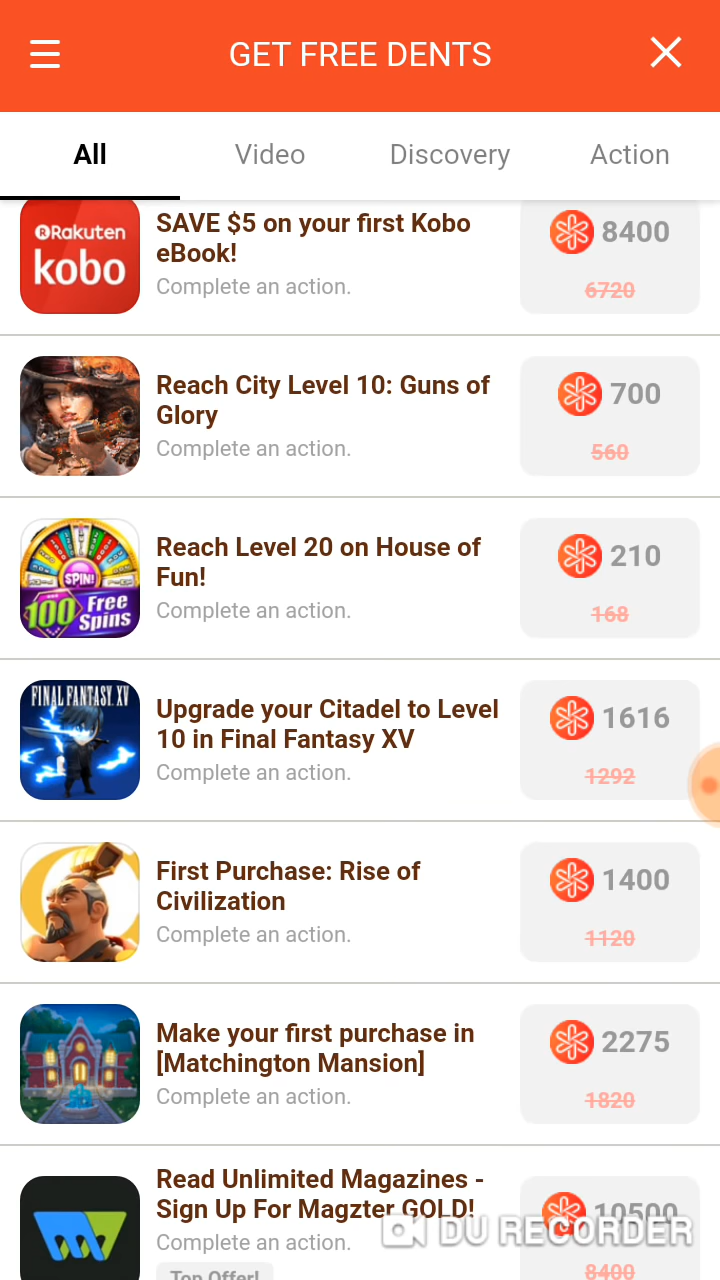 GET FREE DENTS
All
Video
Discovery
Action
Rakuten
kobo
SAVE $5 on your first Kobo
eBook!
Complete an action.
8400
6720
Reach City Level 10: Guns of
Glory
Complete an action.
700
560
SPIN!
100 Free
Spins
Reach Level 20 on House of
Fun!
Complete an action.
210
168
FINAL FANTASY XV
Upgrade your Citadel to Level
10 in Final Fantasy XV
Complete an action.
1616
1292
First Purchase: Rise of
Civilization
Complete an action.
1400
1120
Make your first purchase in
[Matchington Mansion]
Complete an action.
2275
1820
Read Unlimited Magazines -
Sign Up For Magzter GOLD!
Complete an action.
Top Offer!
10500
8400
DU RECORDER